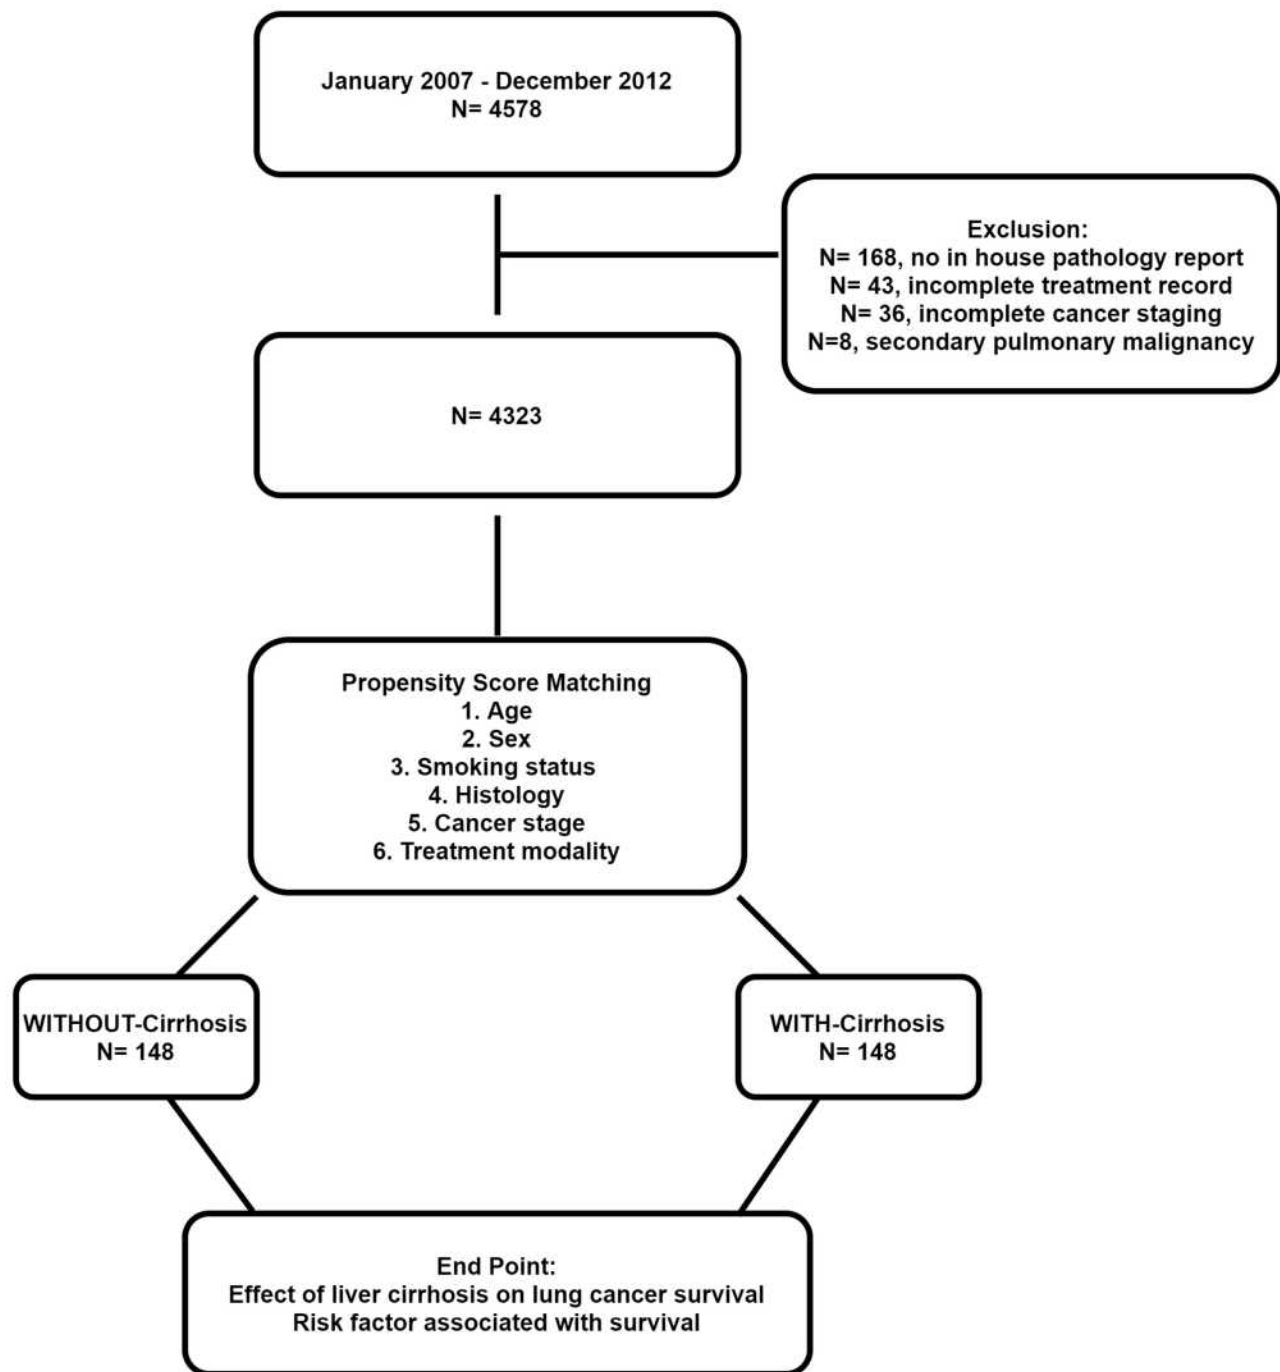 January 2007 - December 2012
N= 4578
Exclusion:
N= 168, no in house pathology report
N= 43, incomplete treatment record
N= 36, incomplete cancer staging
N=8, secondary pulmonary malignancy
N= 4323
Propensity Score Matching
1. Age
2. Sex
3. Smoking status
4. Histology
5. Cancer stage
6. Treatment modality
WITHOUT-Cirrhosis
N= 148
WITH-Cirrhosis
N= 148
End Point:
Effect of liver cirrhosis on lung cancer survival
Risk factor associated with survival